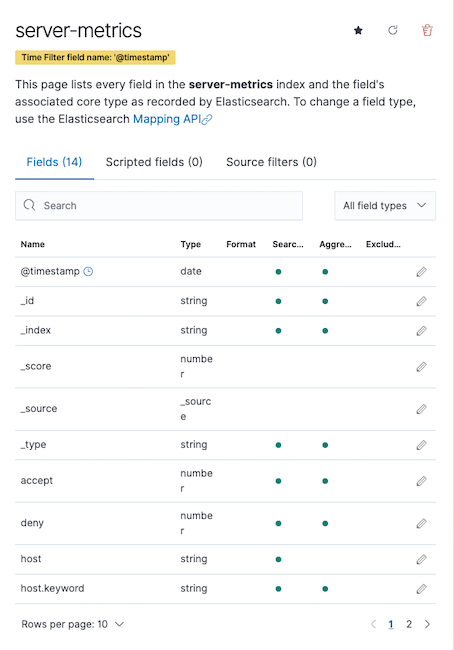 server-metrics
Time Filter field name: '@timestamp'
This page lists every field in the server-metrics index and the field's
associated core type as recorded by Elasticsearch. To change a field type,
use the Elasticsearch Mapping API
Fields (14) Scripted fields (0) Source filters (0)
Search All field types
Name Type Format Searc... Aggre... Exclud...
@timestamp date
_id string
_index string
_score numbe
r
_source _sourc
e
_type string
accept numbe
r
deny numbe
r
host string
host.keyword string
Rows per page: 10 1 2